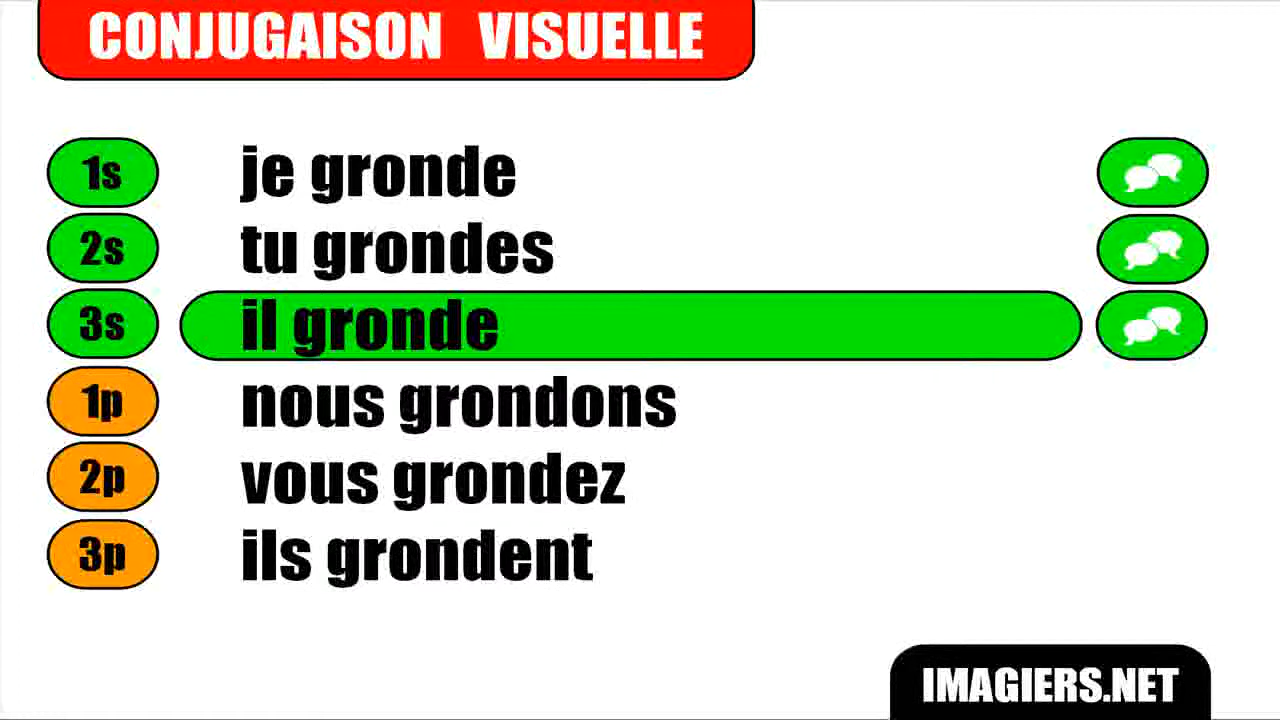 CONJUGAISON VISUELLE
1s je gronde
2s tu grondes
3s il gronde
1p nous grondons
2p vous grondez
3p ils grondent
IMAGIERS.NET